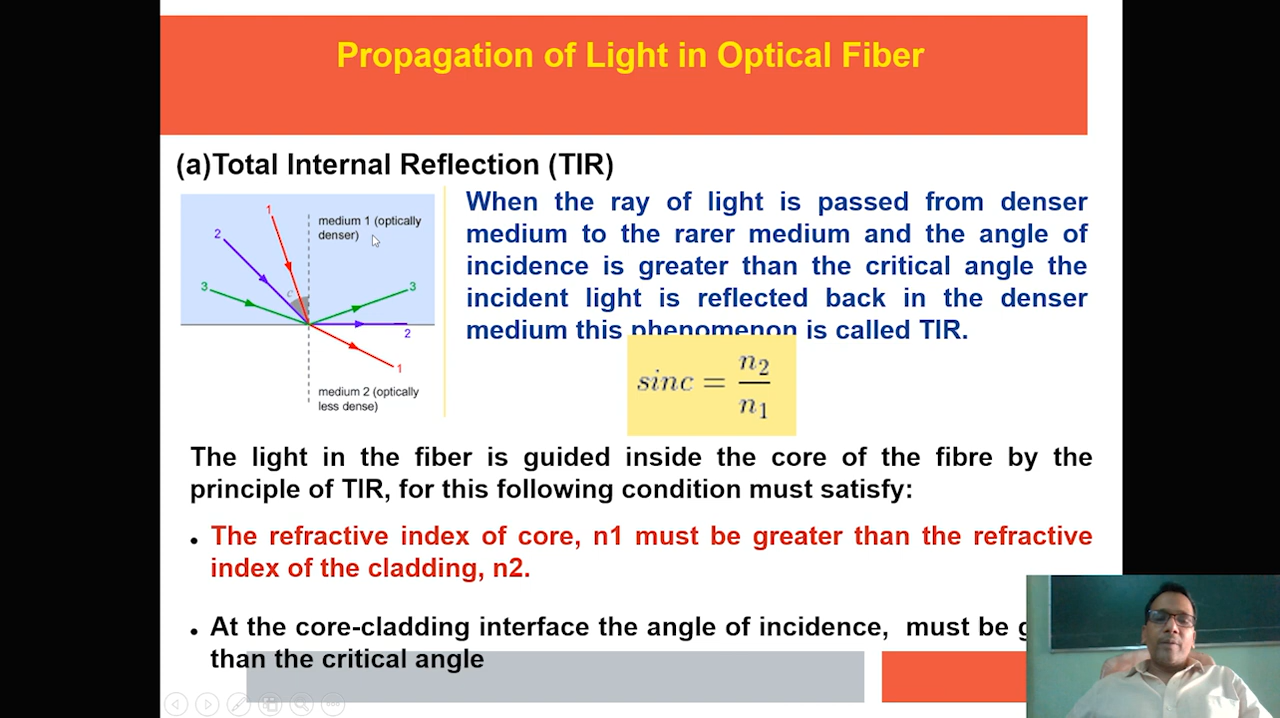 Propagation of Light in Optical Fiber
(a)Total Internal Reflection (TIR)
1
medium 1 (optically
denser)
2
3
c
3
2
1
medium 2 (optically
less dense)
When the ray of light is passed from denser
medium to the rarer medium and the angle of
incidence is greater than the critical angle the
incident light is reflected back in the denser
medium this phenomenon is called TIR.
sinc = n2/n1
The light in the fiber is guided inside the core of the fibre by the
principle of TIR, for this following condition must satisfy:
• The refractive index of core, n1 must be greater than the refractive
index of the cladding, n2.
• At the core-cladding interface the angle of incidence, must be
than the critical angle